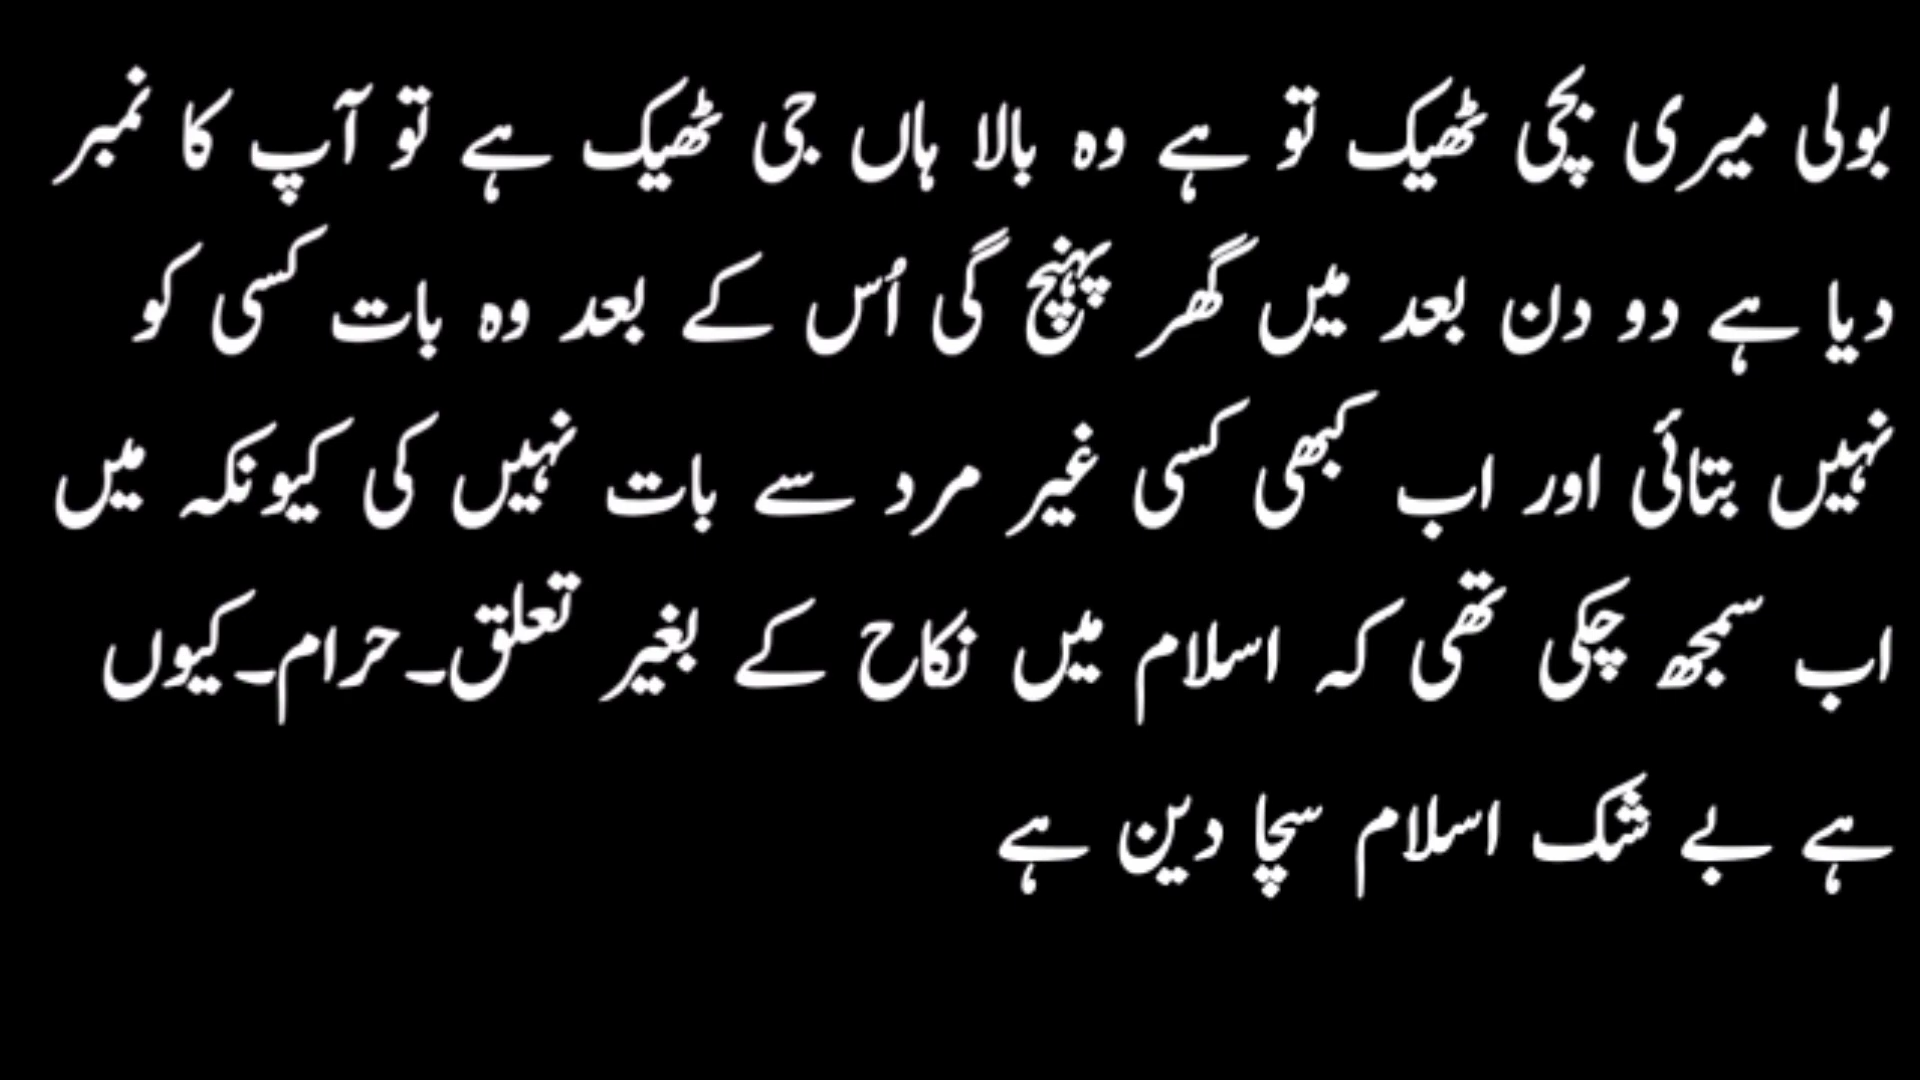 بولی میری بچی ٹھیک تو ہے وہ بالا ہاں جی ٹھیک ہے تو آپ کا نمبر
دیا ہے دو دن بعد میں گھر پہنچ گی اُس کے بعد وہ بات کسی کو
نہیں بتائی اور اب کبھی کسی غیر مرد سے بات نہیں کی کیونکہ میں
اب سمجھ چکی تھی کہ اسلام میں نکاح کے بغیر تعلق۔حرام۔کیوں
ہے بے شک اسلام سچا دین ہے